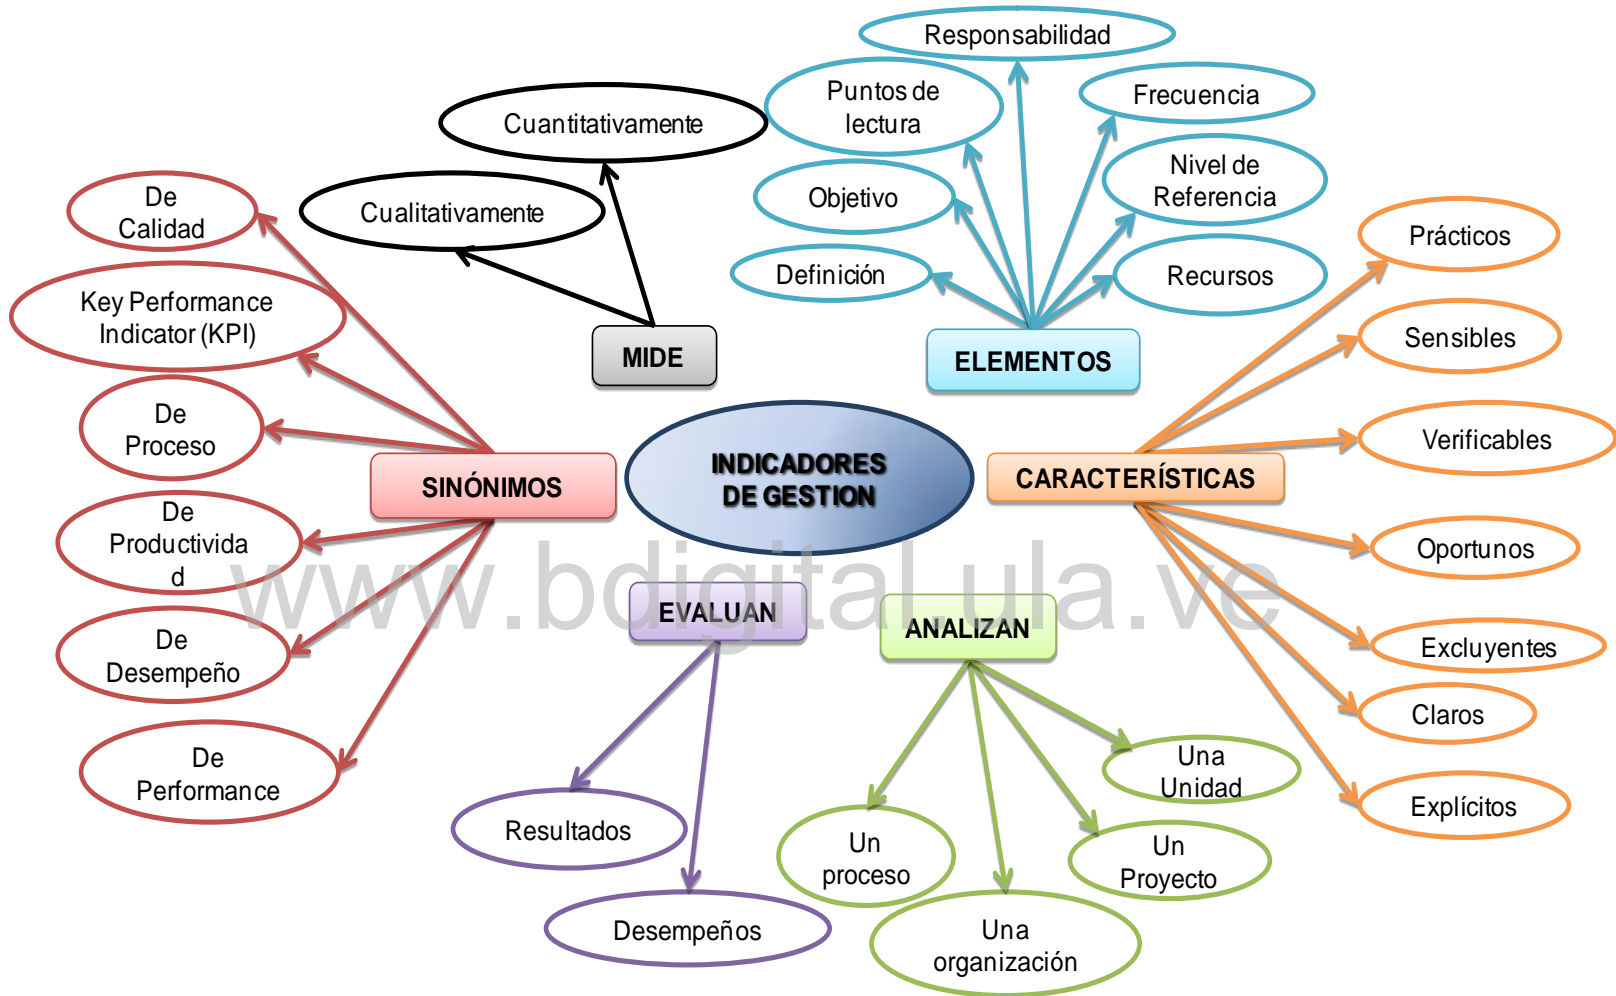 Responsabilidad
Puntos de
lectura
Frecuencia
Cuantitativamente
Nivel de
Referencia
Objetivo
De
Calidad
Cualitativamente
Prácticos
Definición
Recursos
Key Performance
Indicator (KPI)
Sensibles
MIDE
ELEMENTOS
De
Proceso
Verificables
INDICADORES
DE GESTION
SINÓNIMOS
CARACTERÍSTICAS
De
Productivida
d
Oportunos
www.bdigital.ula.ve
EVALUAN
ANALIZAN
De
Desempeño
Excluyentes
Claros
De
Performance
Una
Unidad
Explícitos
Resultados
Un
proceso
Un
Proyecto
Desempeños
Una
organización